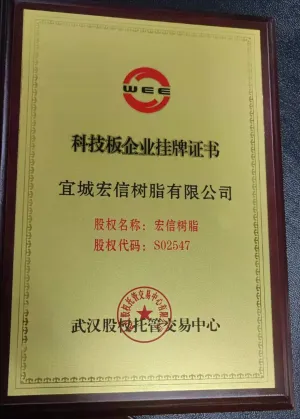 WEE
科技板企业挂牌证书
宜城宏信树脂有限公司
股权名称：宏信树脂
股权代码：S02547
武汉股权托管交易中心